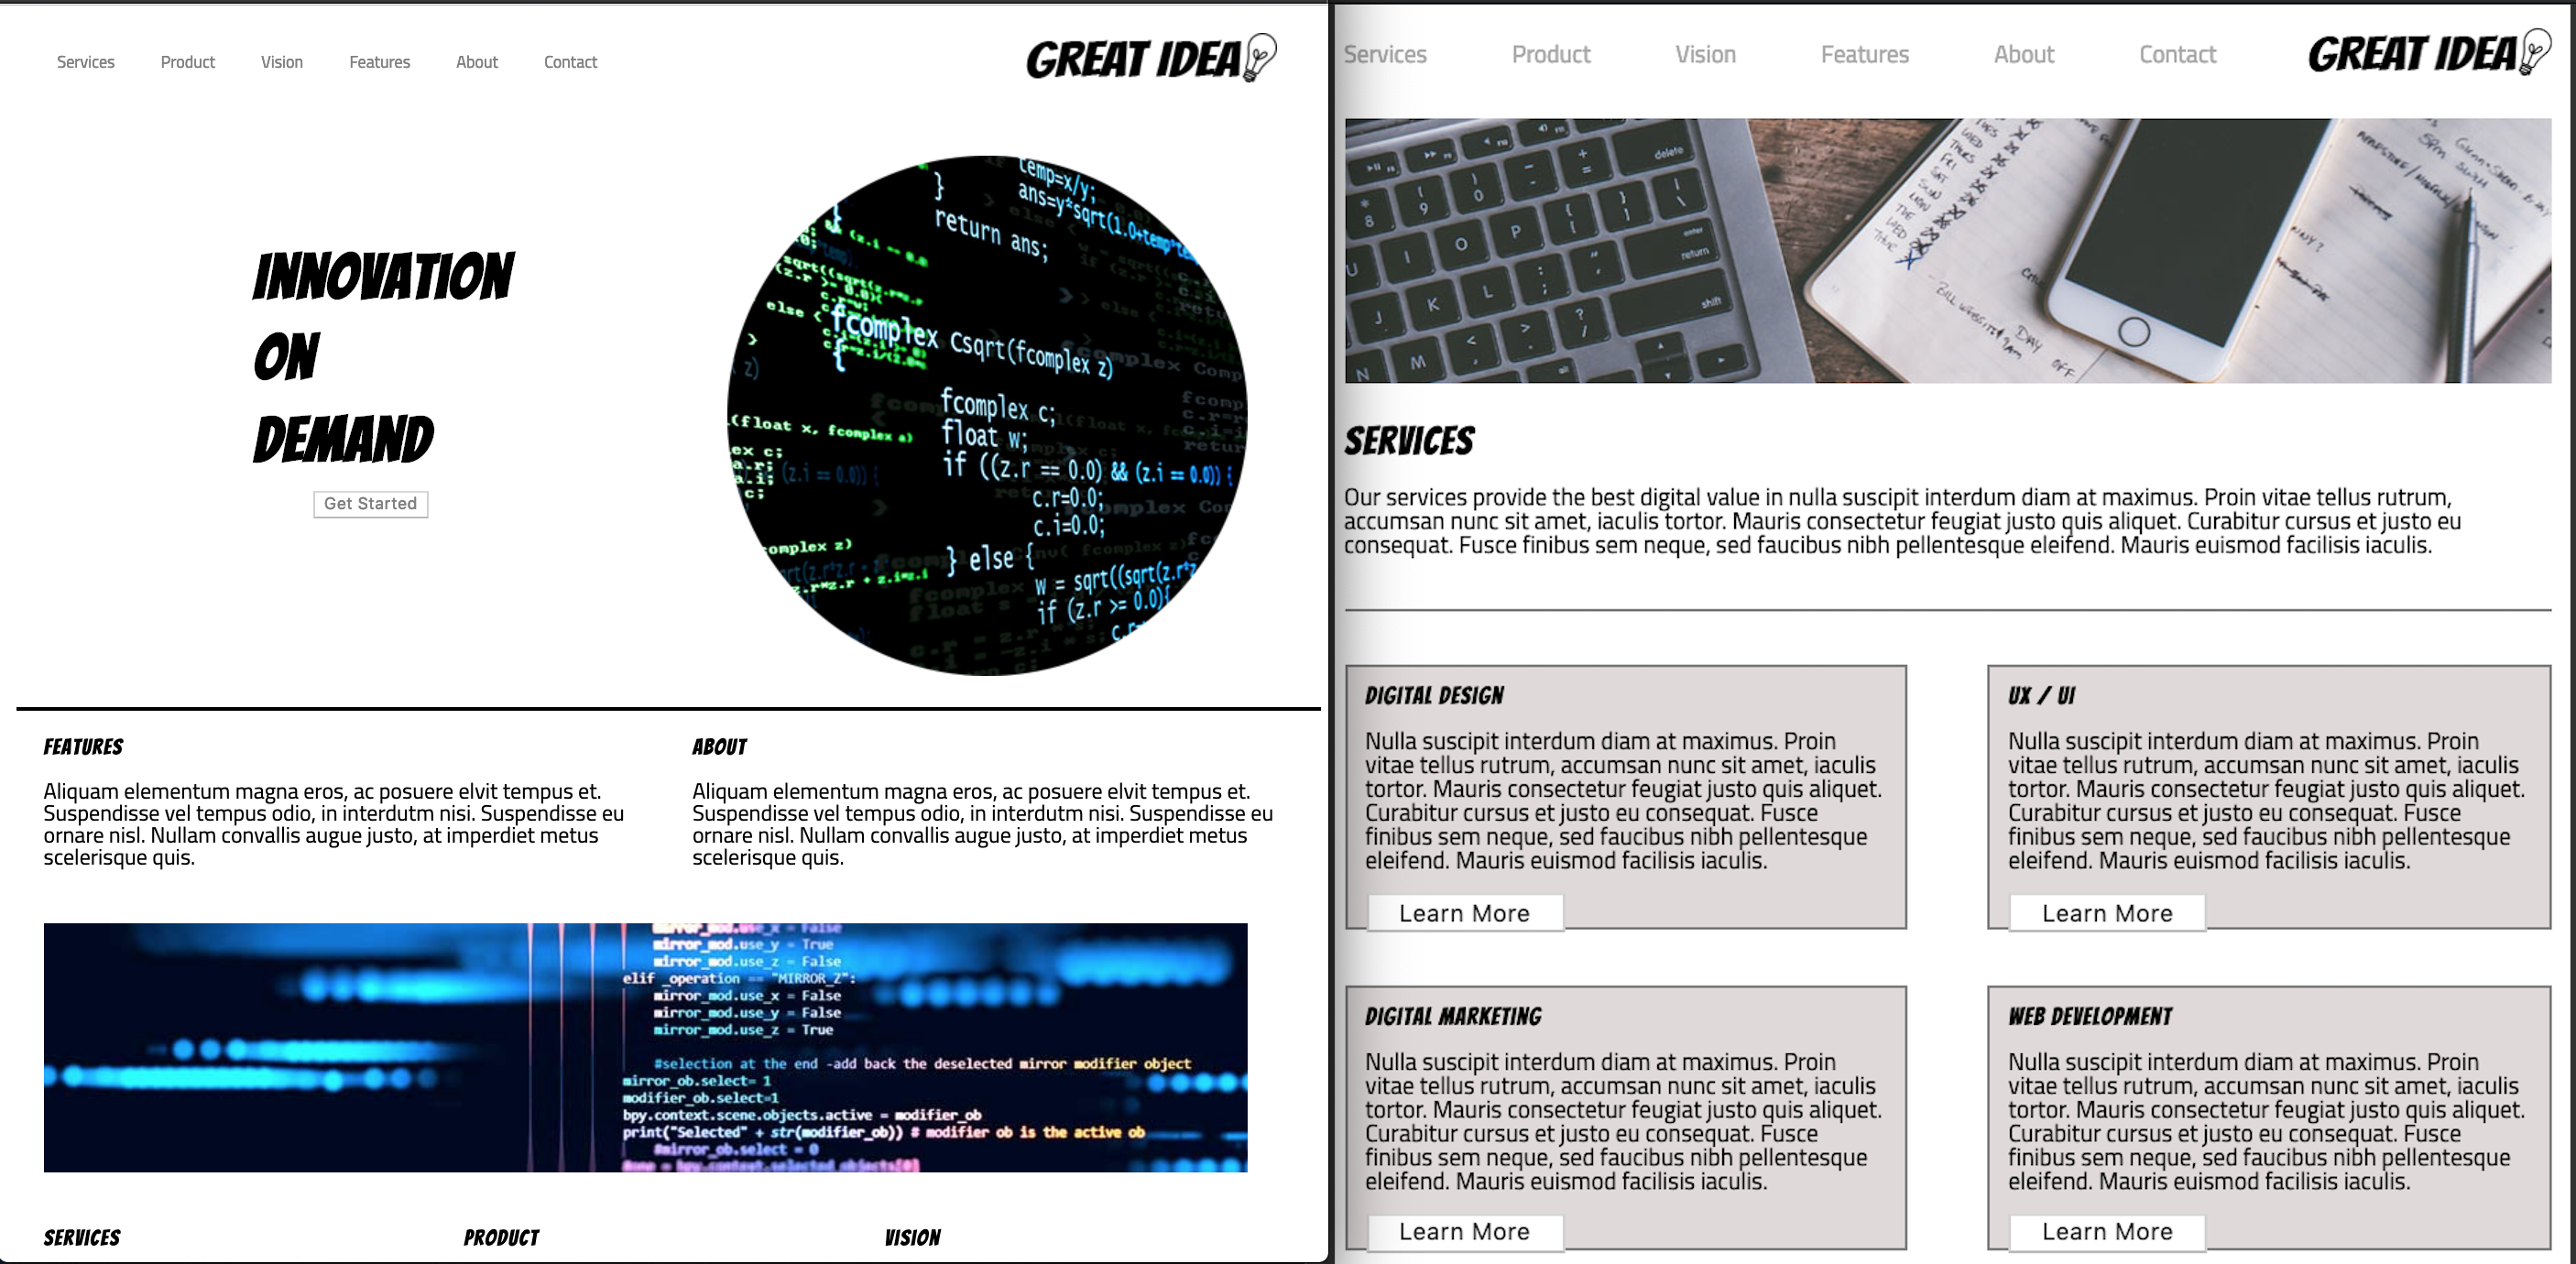 Services Product Vision Features About Contact
GREAT IDEA
INNOVATION
ON
DEMAND
Get Started
temp=x/y;
ans=y*sqrt(1.0+temp*te
}
return ans;
else {
fcomplex Csqrt(fcomplex z)
{
fcomplex c;
float w;
if ((z.r == 0.0) && (z.i == 0.0)) {
c.r=0.0;
c.i=0.0;
} else {
w = sqrt((sqrt(z.r*z
if (z.r >= 0.0){
(float x, fcomplex a)
ex c;
omplex z)
FEATURES
Aliquam elementum magna eros, ac posuere elvit tempus et.
Suspendisse vel tempus odio, in interdutm nisi. Suspendisse eu
ornare nisl. Nullam convallis augue justo, at imperdiet metus
scelerisque quis.
ABOUT
Aliquam elementum magna eros, ac posuere elvit tempus et.
Suspendisse vel tempus odio, in interdutm nisi. Suspendisse eu
ornare nisl. Nullam convallis augue justo, at imperdiet metus
scelerisque quis.
mirror_mod.use_x = False
mirror_mod.use_y = True
mirror_mod.use_z = False
elif _operation == "MIRROR_Z":
mirror_mod.use_x = False
mirror_mod.use_y = False
mirror_mod.use_z = True
#selection at the end -add back the deselected mirror modifier object
mirror_ob.select= 1
modifier_ob.select=1
bpy.context.scene.objects.active = modifier_ob
print("Selected" + str(modifier_ob)) # modifier ob is the active ob
#mirror_ob.select = 0
= bpy.context.selected_objects[0]
SERVICES
PRODUCT
VISION
Services Product Vision Features About Contact
GREAT IDEA
delete
enter
return
shift
DAY
OFF
SERVICES
Our services provide the best digital value in nulla suscipit interdum diam at maximus. Proin vitae tellus rutrum,
accumsan nunc sit amet, iaculis tortor. Mauris consectetur feugiat justo quis aliquet. Curabitur cursus et justo eu
consequat. Fusce finibus sem neque, sed faucibus nibh pellentesque eleifend. Mauris euismod facilisis iaculis.
DIGITAL DESIGN
Nulla suscipit interdum diam at maximus. Proin
vitae tellus rutrum, accumsan nunc sit amet, iaculis
tortor. Mauris consectetur feugiat justo quis aliquet.
Curabitur cursus et justo eu consequat. Fusce
finibus sem neque, sed faucibus nibh pellentesque
eleifend. Mauris euismod facilisis iaculis.
Learn More
UX / UI
Nulla suscipit interdum diam at maximus. Proin
vitae tellus rutrum, accumsan nunc sit amet, iaculis
tortor. Mauris consectetur feugiat justo quis aliquet.
Curabitur cursus et justo eu consequat. Fusce
finibus sem neque, sed faucibus nibh pellentesque
eleifend. Mauris euismod facilisis iaculis.
Learn More
DIGITAL MARKETING
Nulla suscipit interdum diam at maximus. Proin
vitae tellus rutrum, accumsan nunc sit amet, iaculis
tortor. Mauris consectetur feugiat justo quis aliquet.
Curabitur cursus et justo eu consequat. Fusce
finibus sem neque, sed faucibus nibh pellentesque
eleifend. Mauris euismod facilisis iaculis.
Learn More
WEB DEVELOPMENT
Nulla suscipit interdum diam at maximus. Proin
vitae tellus rutrum, accumsan nunc sit amet, iaculis
tortor. Mauris consectetur feugiat justo quis aliquet.
Curabitur cursus et justo eu consequat. Fusce
finibus sem neque, sed faucibus nibh pellentesque
eleifend. Mauris euismod facilisis iaculis.
Learn More